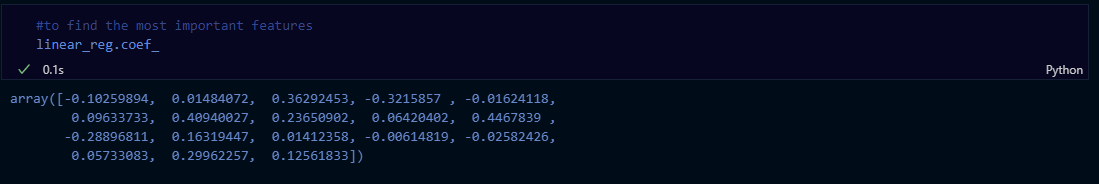 #to find the most important features
linear_reg.coef_
0.1s
Python
array([-0.10259894,  0.01484072,  0.36292453, -0.3215857 , -0.01624118,
        0.09633733,  0.40940027,  0.23650902,  0.06420402,  0.4467839 ,
       -0.28896811,  0.16319447,  0.01412358, -0.00614819, -0.02582426,
        0.05733083,  0.29962257,  0.12561833])